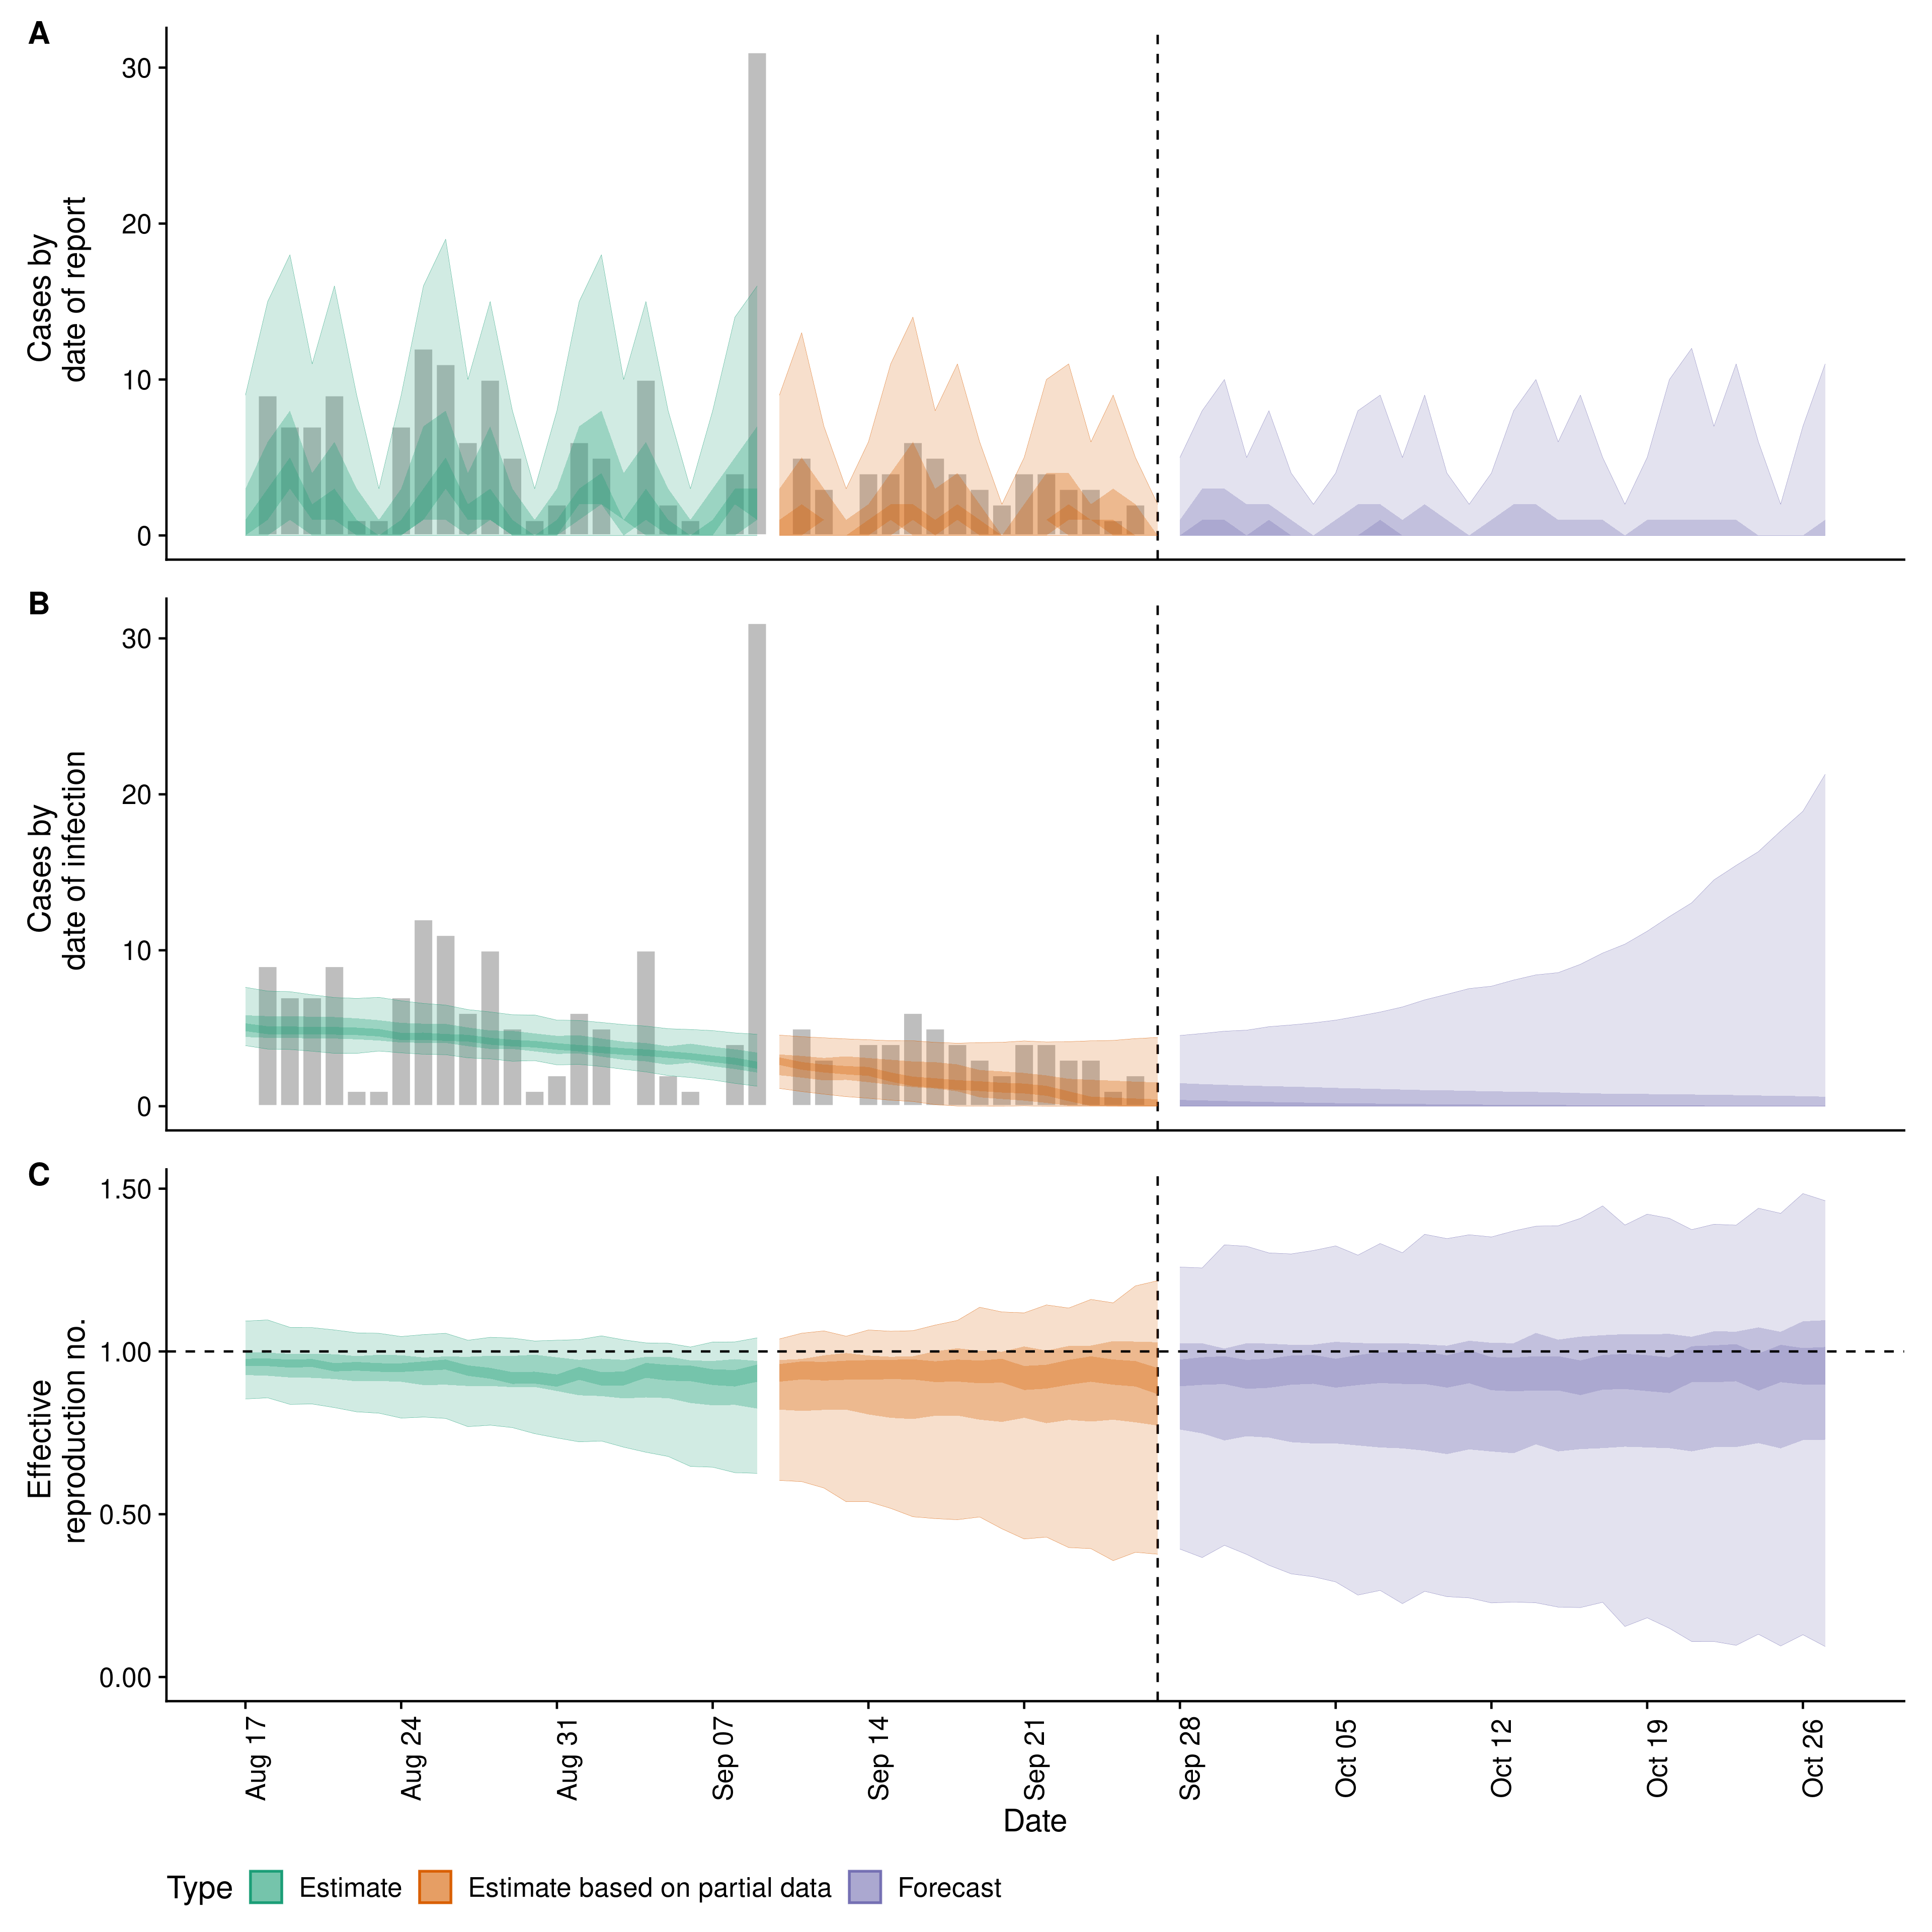 A
30
20
10
0
Cases by
date of report
B
30
20
10
0
Cases by
date of infection
C
1.50
1.00
0.50
0.00
Effective
reproduction no.
Aug 17
Aug 24
Aug 31
Sep 07
Sep 14
Sep 21
Sep 28
Oct 05
Oct 12
Oct 19
Oct 26
Date
Type Estimate Estimate based on partial data Forecast